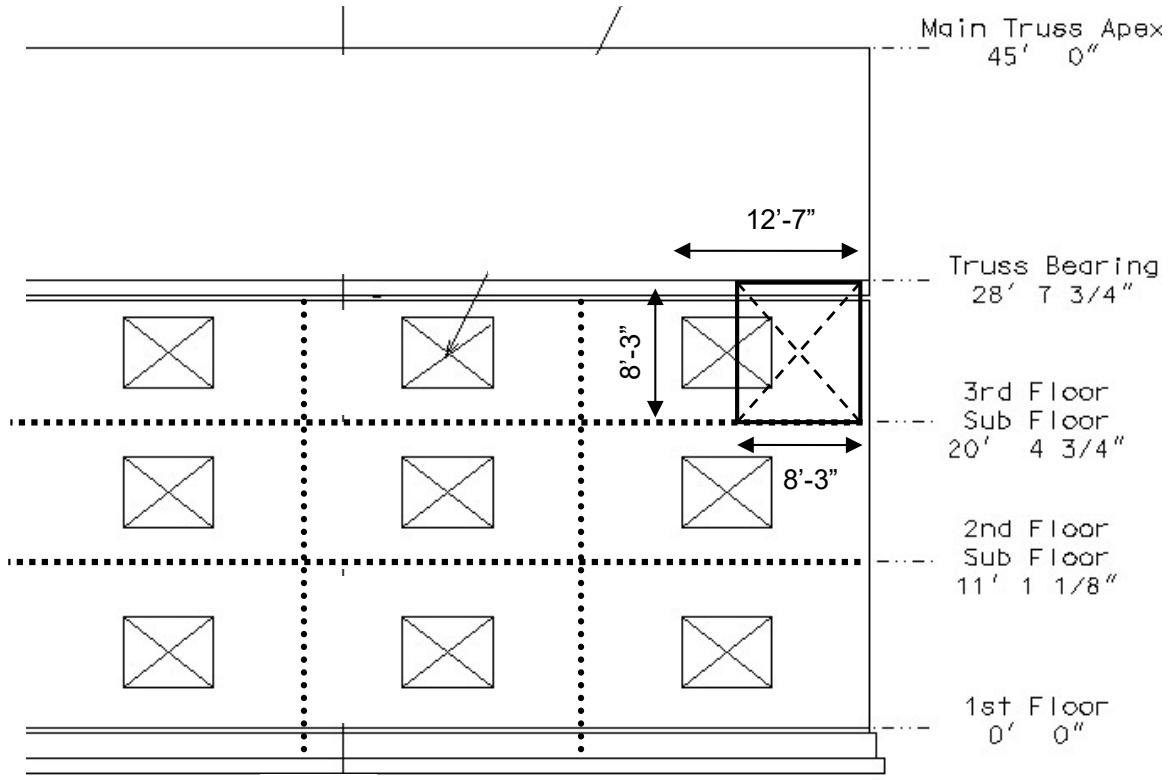 Main Truss Apex
45' 0"
12’-7”
Truss Bearing
28' 7 3/4"
8’-3”
3rd Floor
Sub Floor
20' 4 3/4"
8’-3”
2nd Floor
Sub Floor
11' 1 1/8"
1st Floor
0' 0"